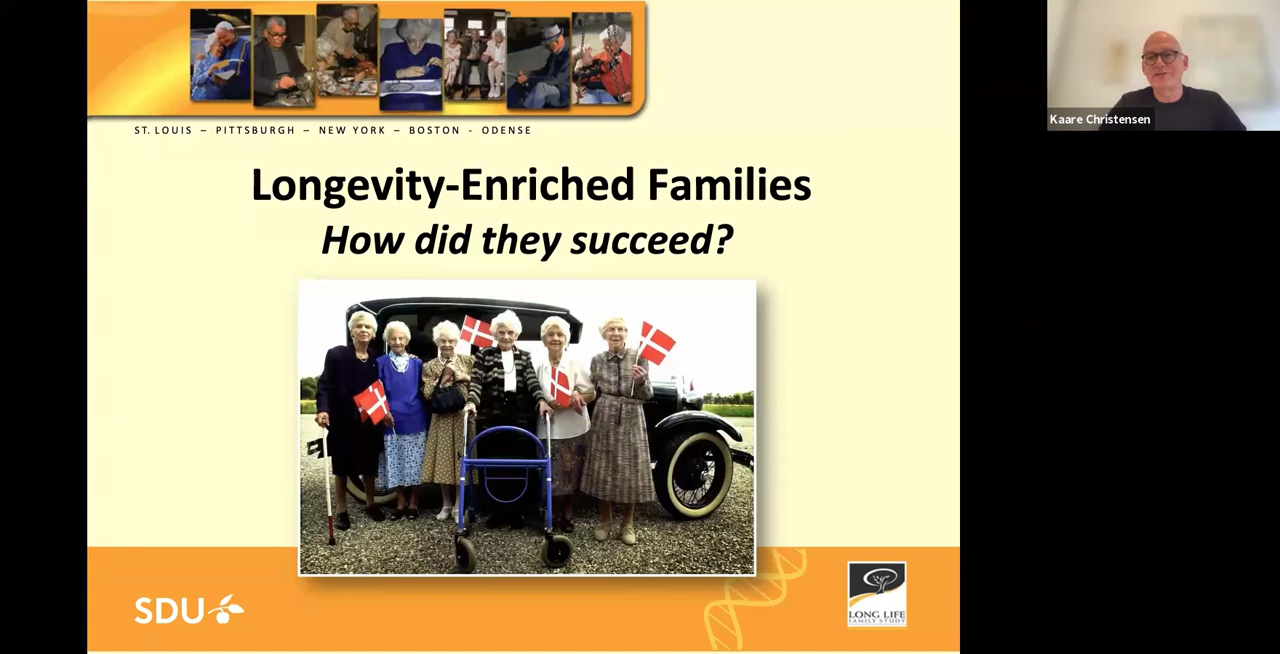 ST. LOUIS – PITTSBURGH – NEW YORK – BOSTON - ODENSE
Kaare Christensen
Longevity-Enriched Families
How did they succeed?
SDU
LONG LIFE
FAMILY STUDY